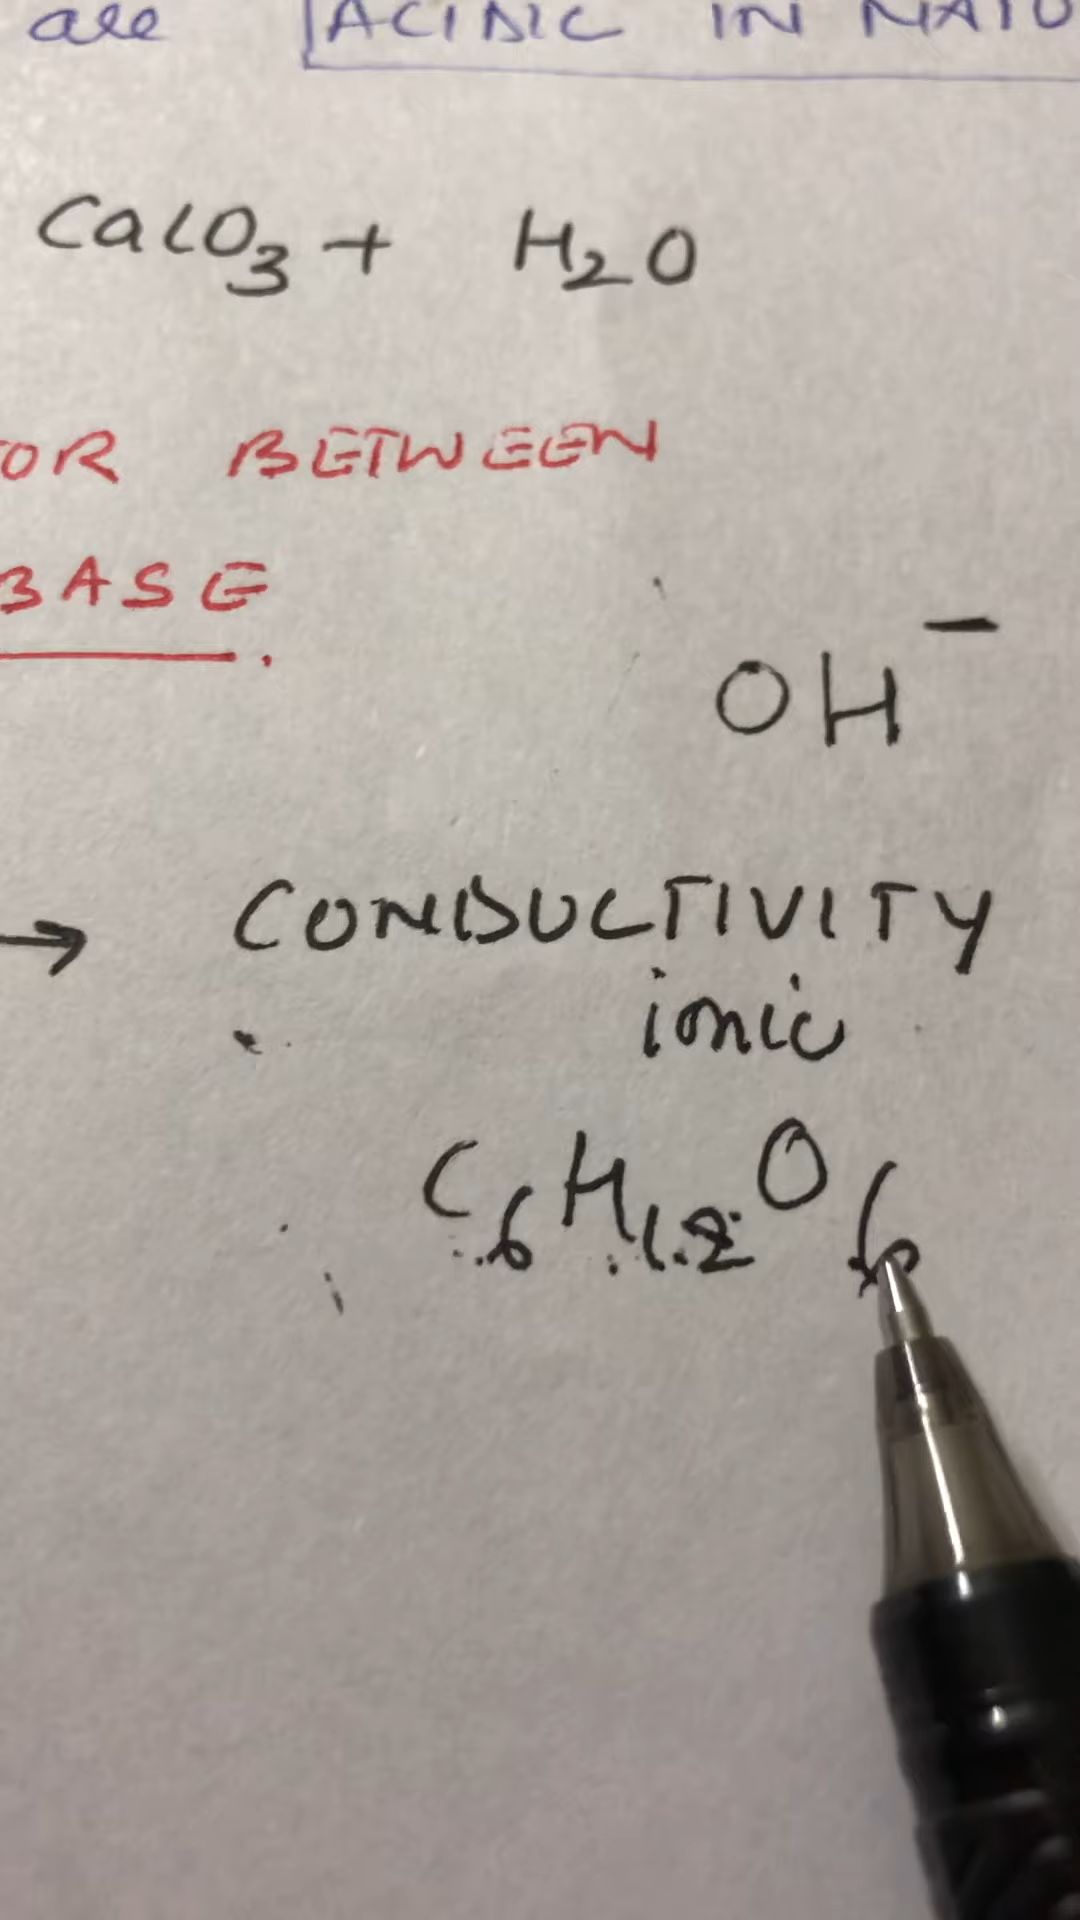 are ACIDIC IN NATU
CaCO3 + H2O
OR BETWEEN
BASE.
OH⁻
→ CONDUCTIVITY
ionic
C6H12O6